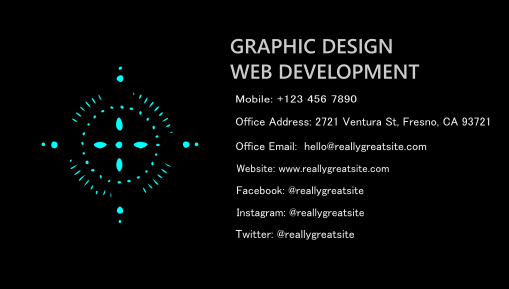 GRAPHIC DESIGN
WEB DEVELOPMENT
Mobile: +123 456 7890
Office Address: 2721 Ventura St, Fresno, CA 93721
Office Email:  hello@reallygreatsite.com
Website: www.reallygreatsite.com
Facebook: @reallygreatsite
Instagram: @reallygreatsite
Twitter: @reallygreatsite